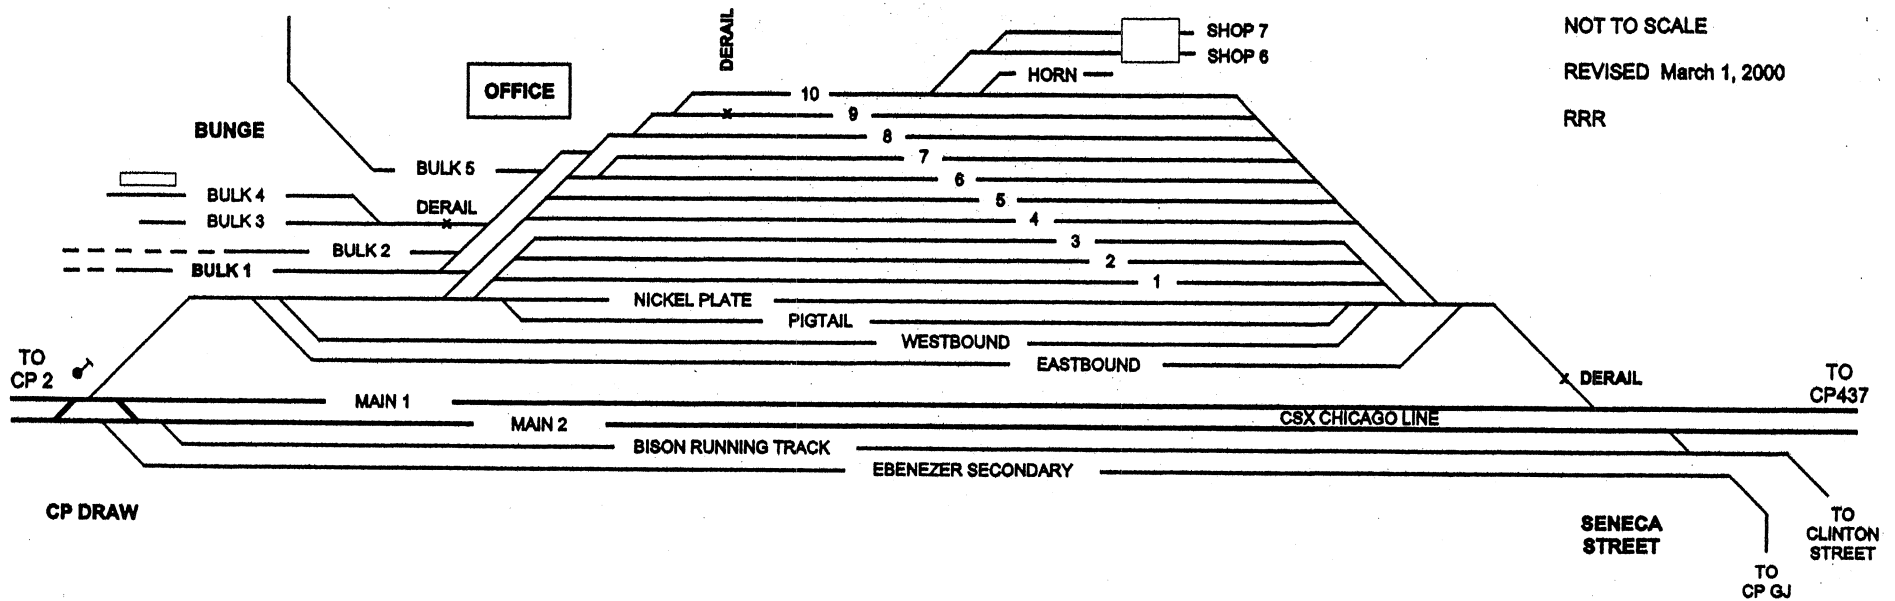 DERAIL
SHOP 7
SHOP 6
HORN
NOT TO SCALE
REVISED March 1, 2000
RRR
OFFICE
BUNGE
10
9
8
7
6
5
4
3
2
1
BULK 5
BULK 4
DERAIL
BULK 3
BULK 2
BULK 1
NICKEL PLATE
PIGTAIL
WESTBOUND
EASTBOUND
TO
CP 2
DERAIL
TO
CP437
MAIN 1
MAIN 2
CSX CHICAGO LINE
BISON RUNNING TRACK
EBENEZER SECONDARY
CP DRAW
SENECA
STREET
TO
CLINTON
STREET
TO
CP GJ